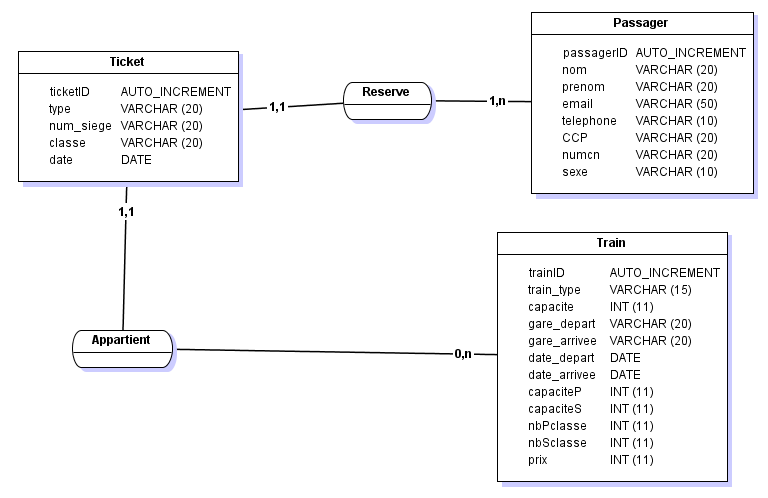 Ticket
ticketID AUTO_INCREMENT
type VARCHAR (20)
num_siege VARCHAR (20)
classe VARCHAR (20)
date DATE
1,1
Reserve
1,n
Passager
passagerID AUTO_INCREMENT
nom VARCHAR (20)
prenom VARCHAR (20)
email VARCHAR (50)
telephone VARCHAR (10)
CCP VARCHAR (20)
numcn VARCHAR (20)
sexe VARCHAR (10)
1,1
Appartient
0,n
Train
trainID AUTO_INCREMENT
train_type VARCHAR (15)
capacite INT (11)
gare_depart VARCHAR (20)
gare_arrivee VARCHAR (20)
date_depart DATE
date_arrivee DATE
capaciteP INT (11)
capaciteS INT (11)
nbPclasse INT (11)
nbSclasse INT (11)
prix INT (11)